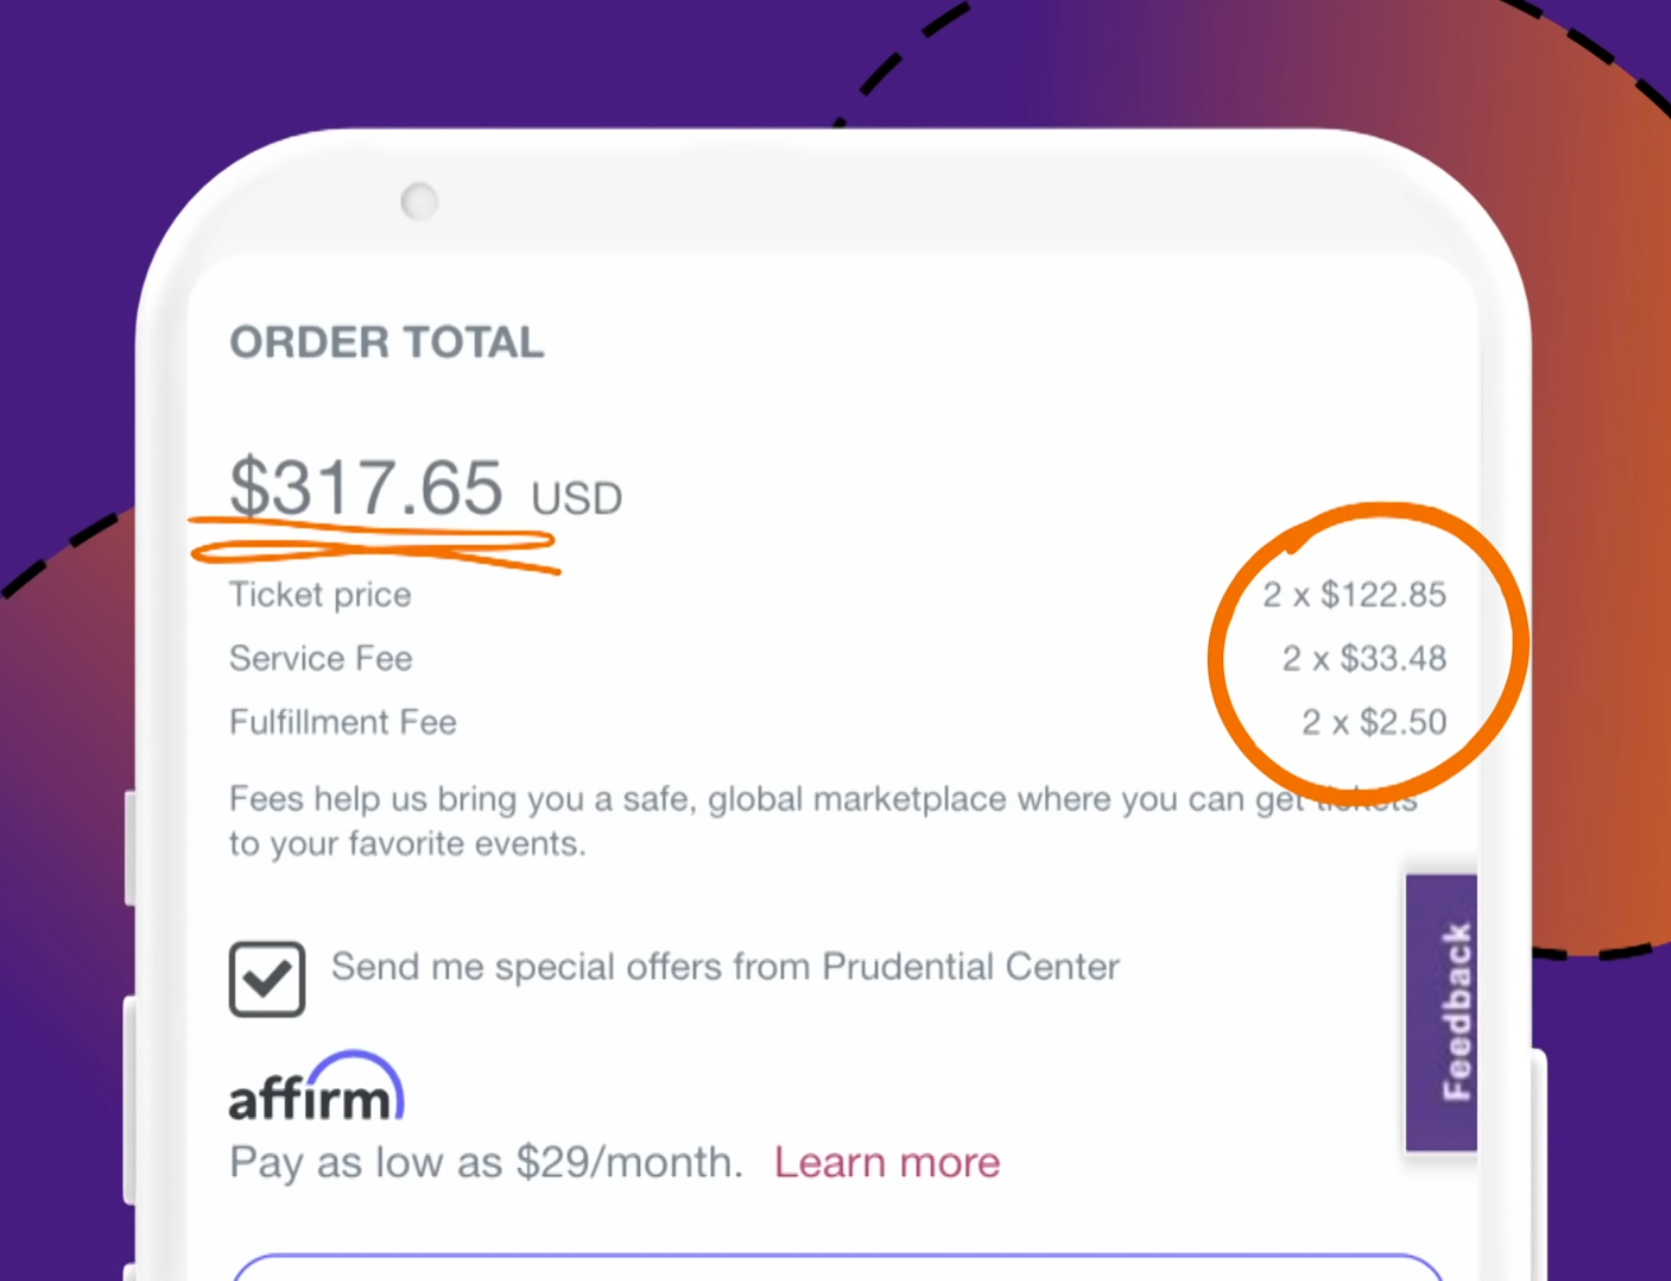 ORDER TOTAL
$317.65 USD
Ticket price 2 x $122.85
Service Fee 2 x $33.48
Fulfillment Fee 2 x $2.50
Fees help us bring you a safe, global marketplace where you can get tickets
to your favorite events.
Send me special offers from Prudential Center
Feedback
affirm
Pay as low as $29/month. Learn more